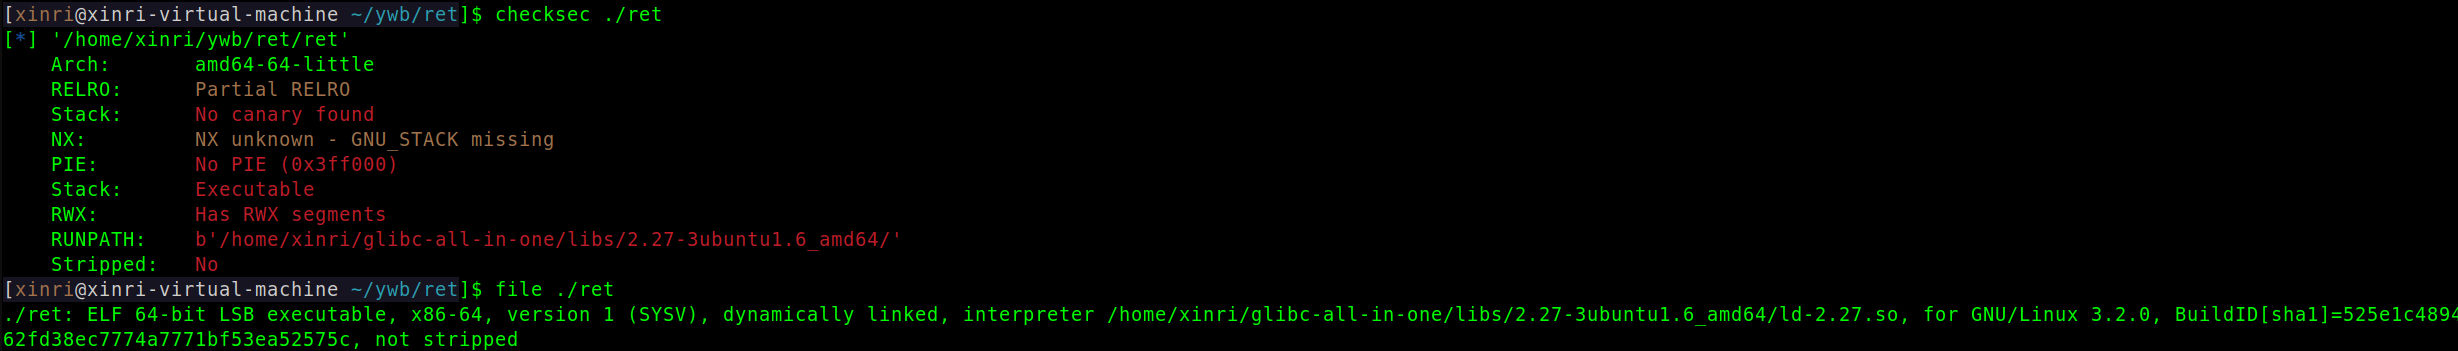 [xinri@xinri-virtual-machine ~/ywb/ret]$ checksec ./ret
[*] '/home/xinri/ywb/ret/ret'
    Arch:       amd64-64-little
    RELRO:      Partial RELRO
    Stack:      No canary found
    NX:         NX unknown - GNU_STACK missing
    PIE:        No PIE (0x3ff000)
    Stack:      Executable
    RWX:        Has RWX segments
    RUNPATH:    b'/home/xinri/glibc-all-in-one/libs/2.27-3ubuntu1.6_amd64/'
    Stripped:   No
[xinri@xinri-virtual-machine ~/ywb/ret]$ file ./ret
./ret: ELF 64-bit LSB executable, x86-64, version 1 (SYSV), dynamically linked, interpreter /home/xinri/glibc-all-in-one/libs/2.27-3ubuntu1.6_amd64/ld-2.27.so, for GNU/Linux 3.2.0, BuildID[sha1]=525e1c4894
62fd38ec7774a7771bf53ea52575c, not stripped